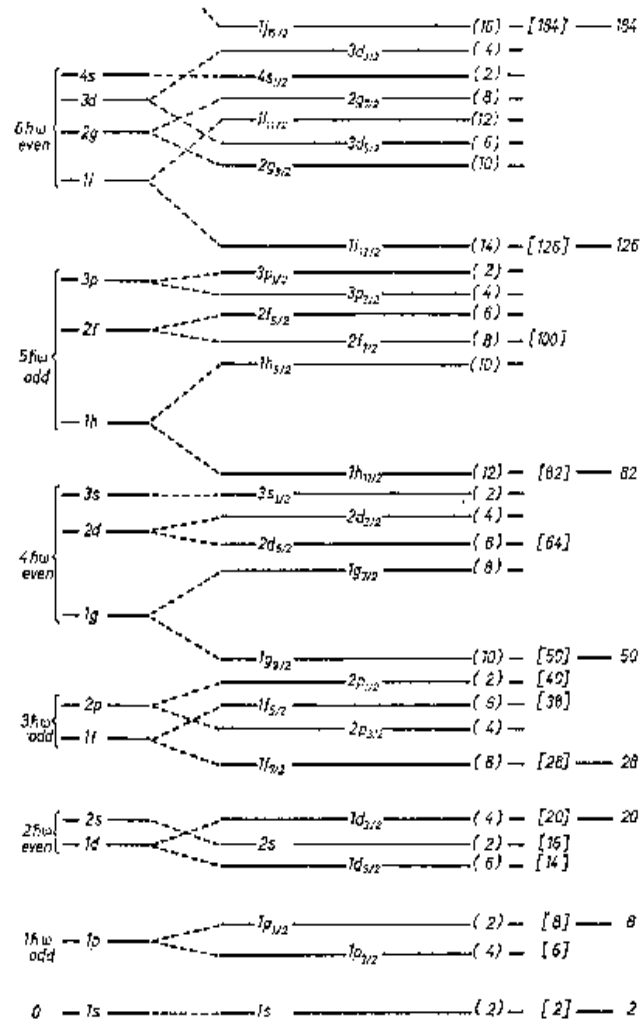 1j15/2 (16) [184] 184
3d3/2 (4)
4s 4s1/2 (2)
3d 2g7/2 (8)
6ħω even 2g 1i11/2 (12)
3d5/2 (6)
2g9/2 (10)
1i
1i13/2 (14) [126] 126
3p 3p1/2 (2)
3p3/2 (4)
2f5/2 (6)
2f 2f7/2 (8) [100]
5ħω odd 1h9/2 (10)
1h
1h11/2 (12) [82] 82
3s 3s1/2 (2)
2d 2d3/2 (4)
2d5/2 (6) [64]
4ħω even 1g7/2 (8)
1g
1g9/2 (10) [50] 50
2p1/2 (2) [40]
2p 1f5/2 (6) [38]
3ħω odd 2p3/2 (4)
1f
1f7/2 (8) [28] 28
2s 1d3/2 (4) [20] 20
2ħω even 1d 2s (2) [16]
1d5/2 (6) [14]
1p1/2 (2) [8] 8
1ħω odd 1p 1p3/2 (4) [6]
0 1s 1s (2) [2] 2